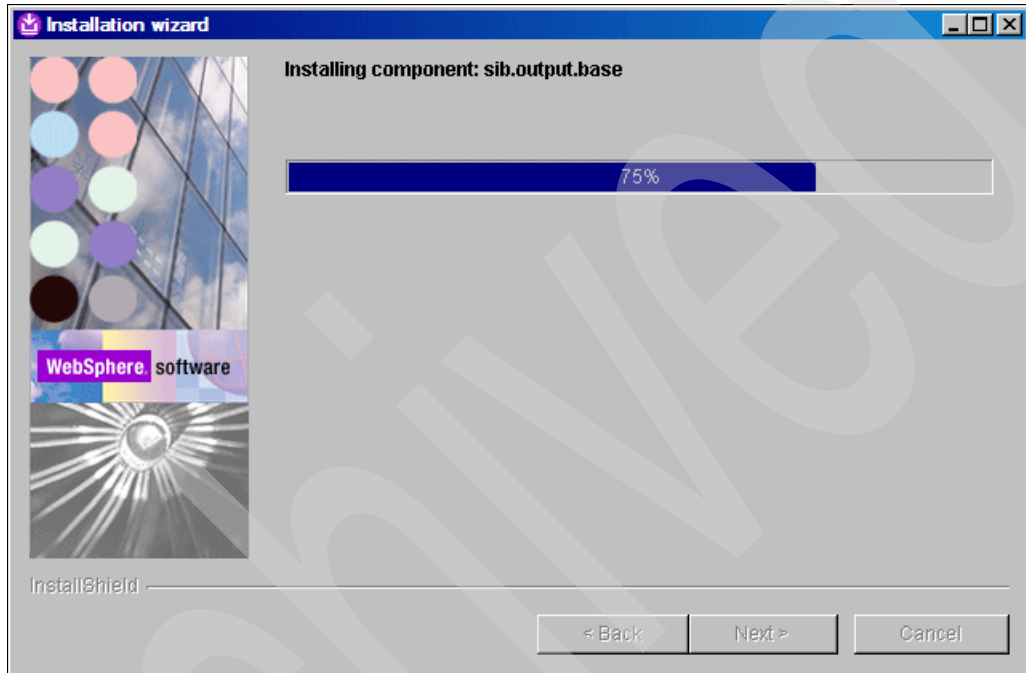 Installation wizard
Installing component: sib.output.base
75%
WebSphere. software
InstallShield
< Back Next > Cancel